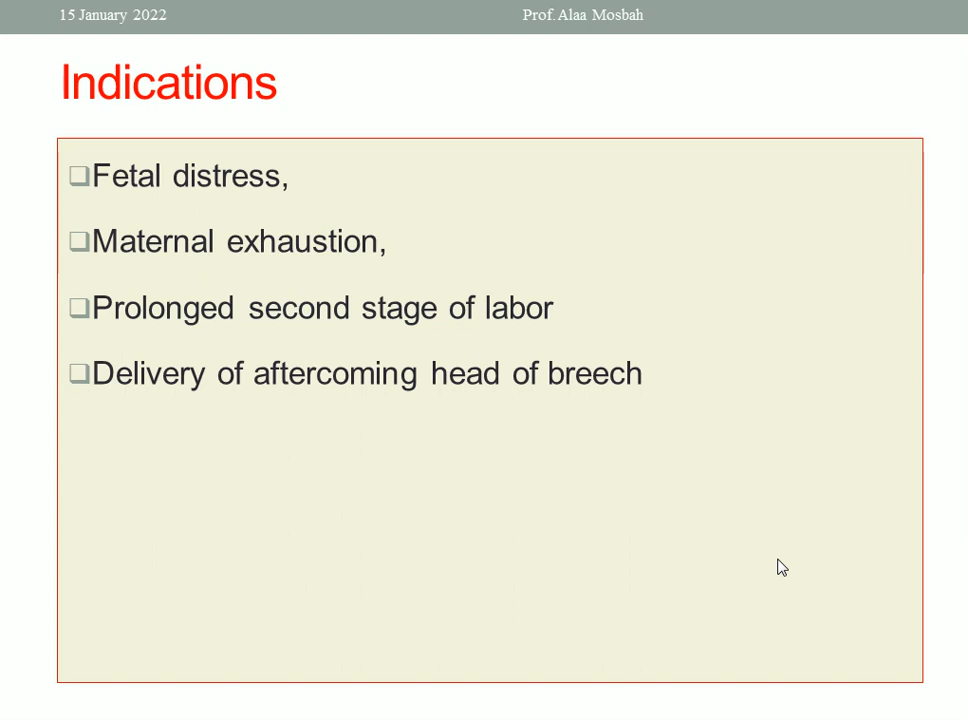 15 January 2022
Prof. Alaa Mosbah
Indications
❑Fetal distress,
❑Maternal exhaustion,
❑Prolonged second stage of labor
❑Delivery of aftercoming head of breech